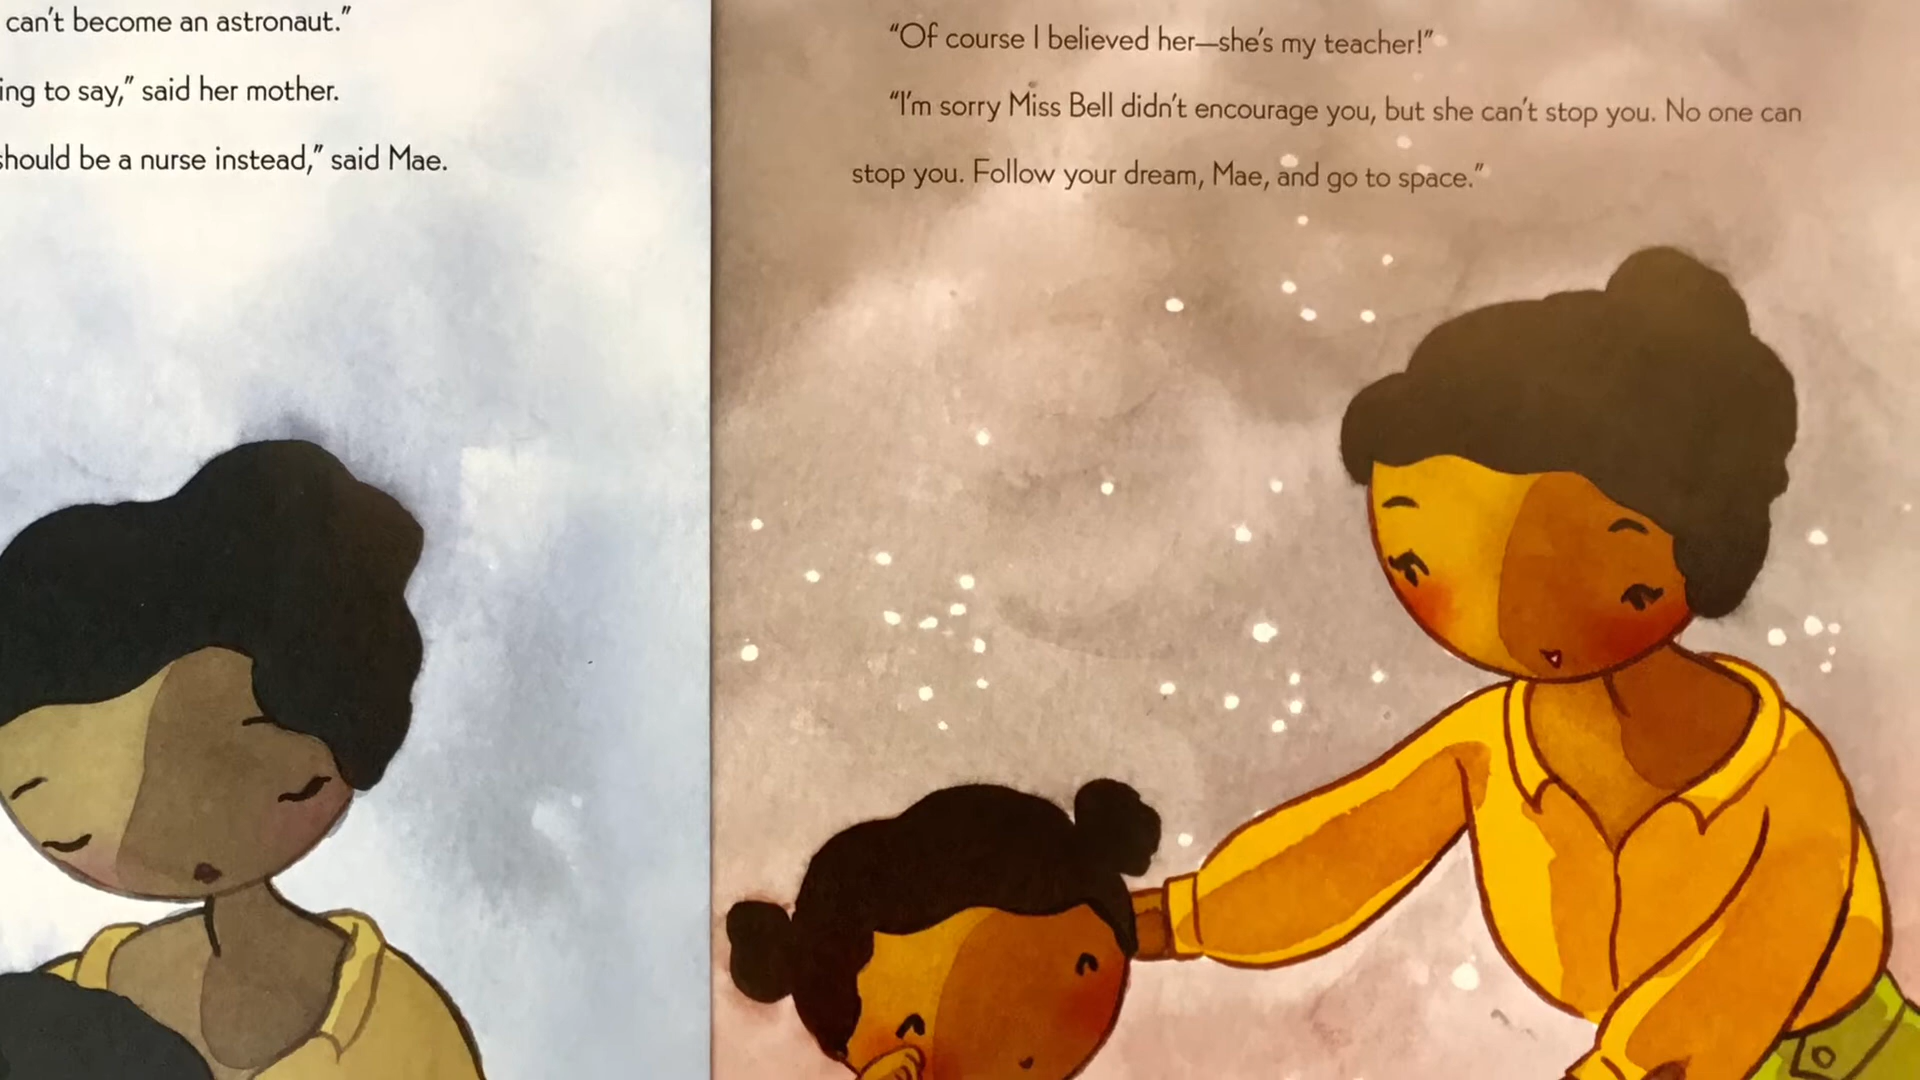 can't become an astronaut."
ing to say," said her mother.
should be a nurse instead," said Mae.
"Of course I believed her—she's my teacher!"
"I'm sorry Miss Bell didn't encourage you, but she can't stop you. No one can
stop you. Follow your dream, Mae, and go to space."